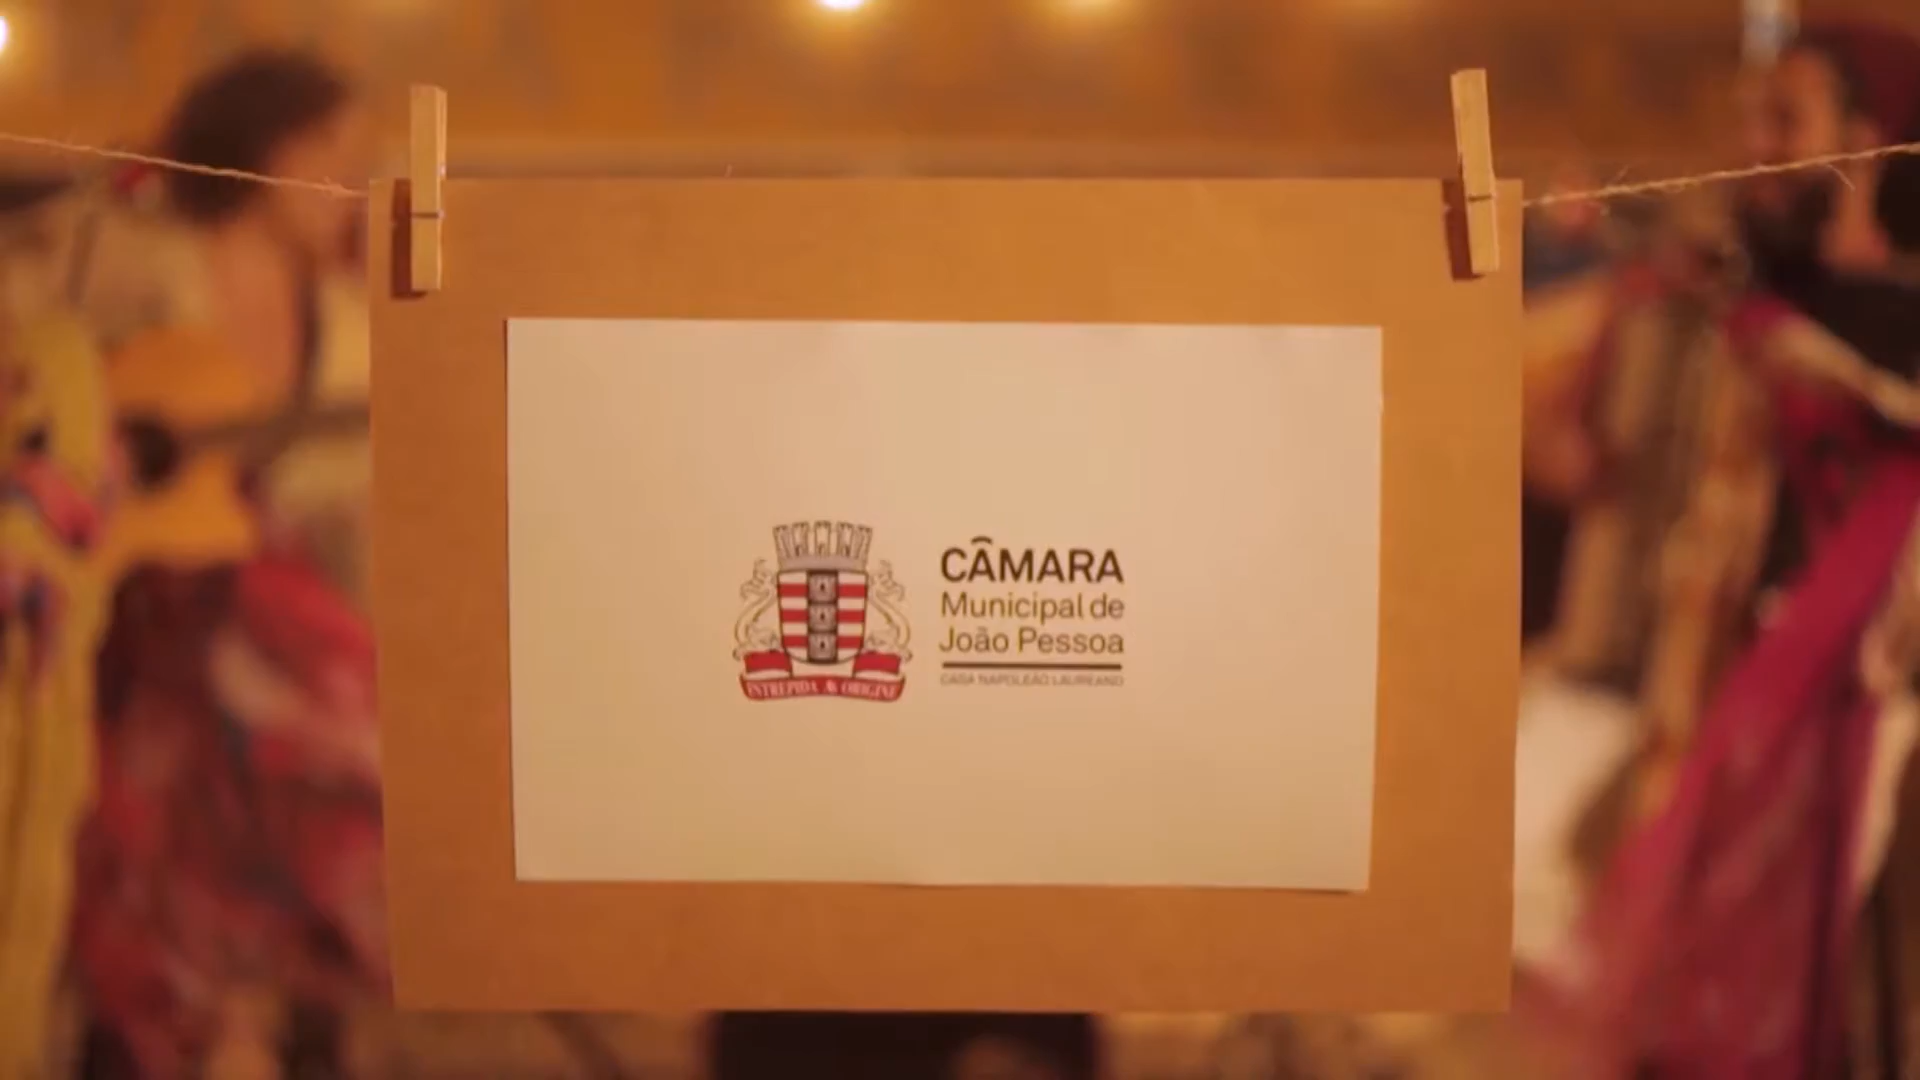 CÂMARA
Municipal de
João Pessoa
CASA NAPOLEÃO LAUREANO
INTREPIDA AB ORIGINE